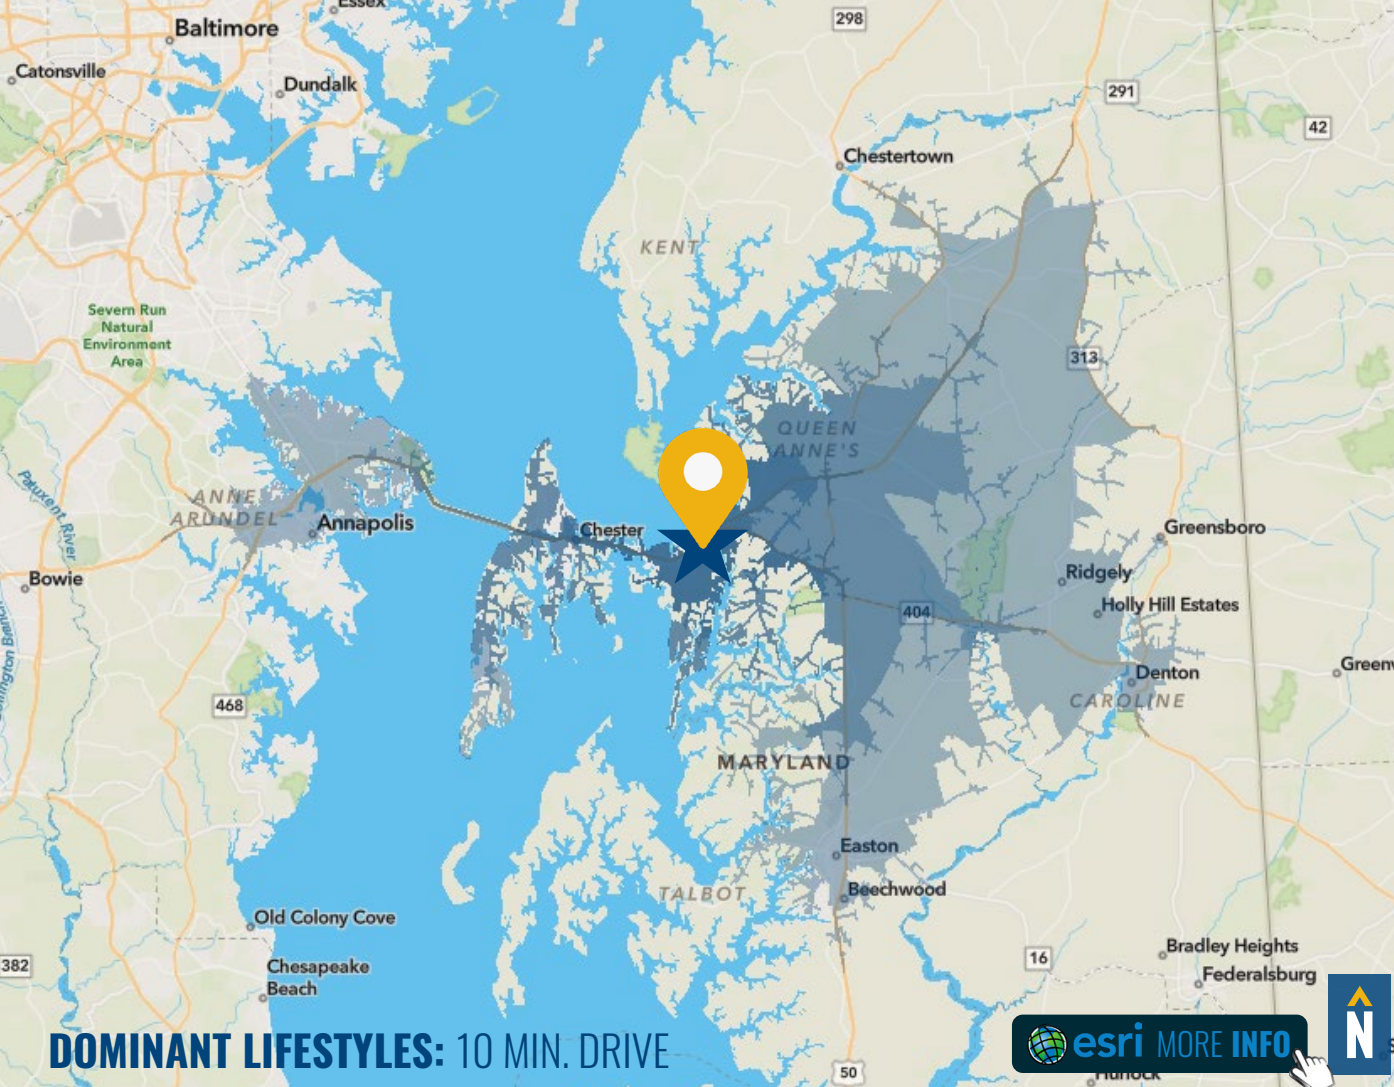 Essex
298
Baltimore
Catonsville
Dundalk
291
42
Chestertown
KENT
Severn Run
Natural
Environment
Area
313
QUEEN
ANNE'S
Patuxent River
ANNE
ARUNDEL
Annapolis
Chester
Greensboro
Bowie
Ridgely
404
Holly Hill Estates
Denton
468
CAROLINE
MARYLAND
Easton
TALBOT
Beechwood
Old Colony Cove
Bradley Heights
16
382
Chesapeake
Beach
Federalsburg
N
DOMINANT LIFESTYLES: 10 MIN. DRIVE
esri MORE INFO
50
Hurlock